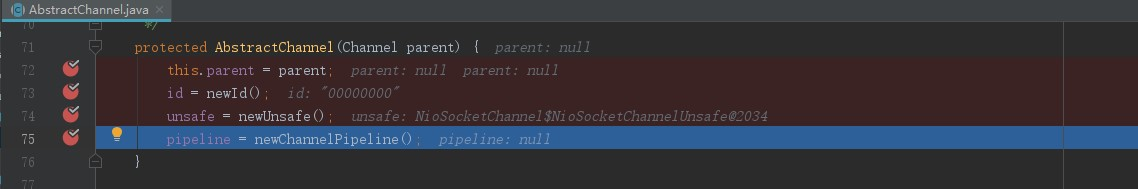 AbstractChannel.java
70 */
71 protected AbstractChannel(Channel parent) { parent: null
72 this.parent = parent; parent: null parent: null
73 id = newId(); id: "00000000"
74 unsafe = newUnsafe(); unsafe: NioSocketChannel$NioSocketChannelUnsafe@2034
75 pipeline = newChannelPipeline(); pipeline: null
76 }
77